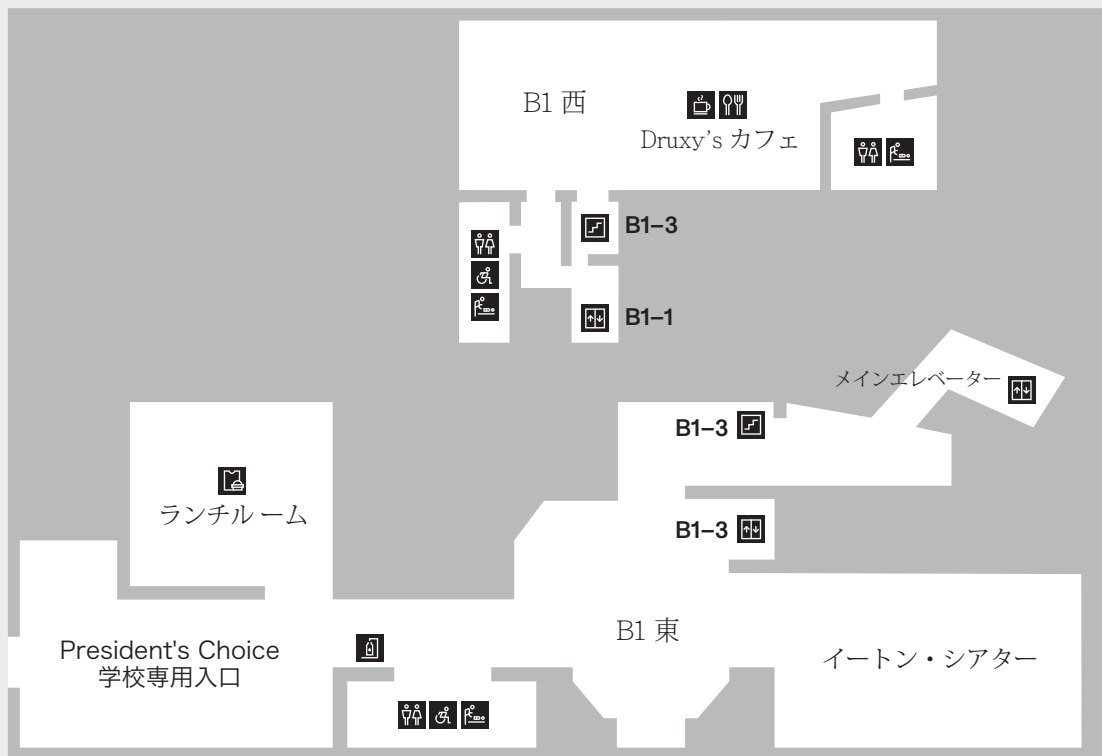 B1 西
Druxy's カフェ
B1–3
B1–1
メインエレベーター
B1–3
ランチルーム
B1–3
B1 東
President's Choice
学校専用入口
イートン・シアター